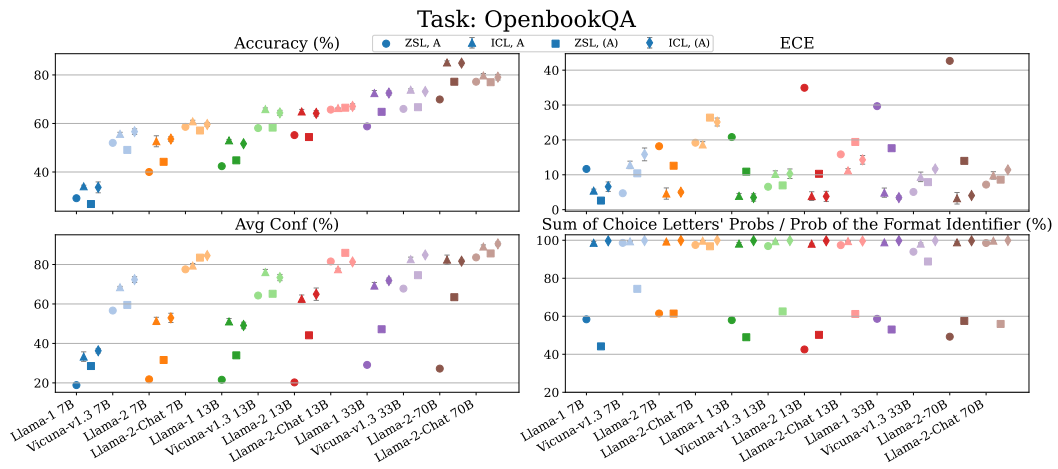 Task: OpenbookQA
ZSL, A
ICL, A
ZSL, (A)
ICL, (A)
Accuracy (%)
80
60
40
ECE
40
30
20
10
0
Avg Conf (%)
80
60
40
20
Sum of Choice Letters' Probs / Prob of the Format Identifier (%)
100
80
60
40
Llama-1 7B
Vicuna-v1.3 7B
Llama-2 7B
Llama-2-Chat 7B
Llama-1 13B
Vicuna-v1.3 13B
Llama-2 13B
Llama-2-Chat 13B
Llama-1 33B
Vicuna-v1.3 33B
Llama-2-70B
Llama-2-Chat 70B
Llama-1 7B
Vicuna-v1.3 7B
Llama-2 7B
Llama-2-Chat 7B
Llama-1 13B
Vicuna-v1.3 13B
Llama-2 13B
Llama-2-Chat 13B
Llama-1 33B
Vicuna-v1.3 33B
Llama-2-70B
Llama-2-Chat 70B